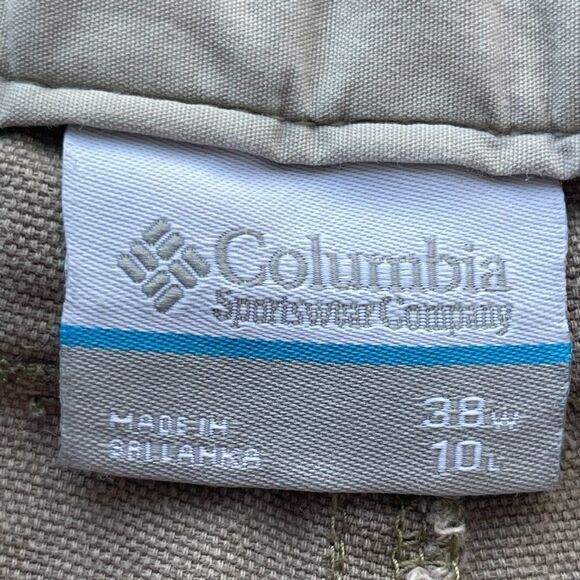 Columbia
Sportswear Company
MADE IN
SRI LANKA
38W
10L